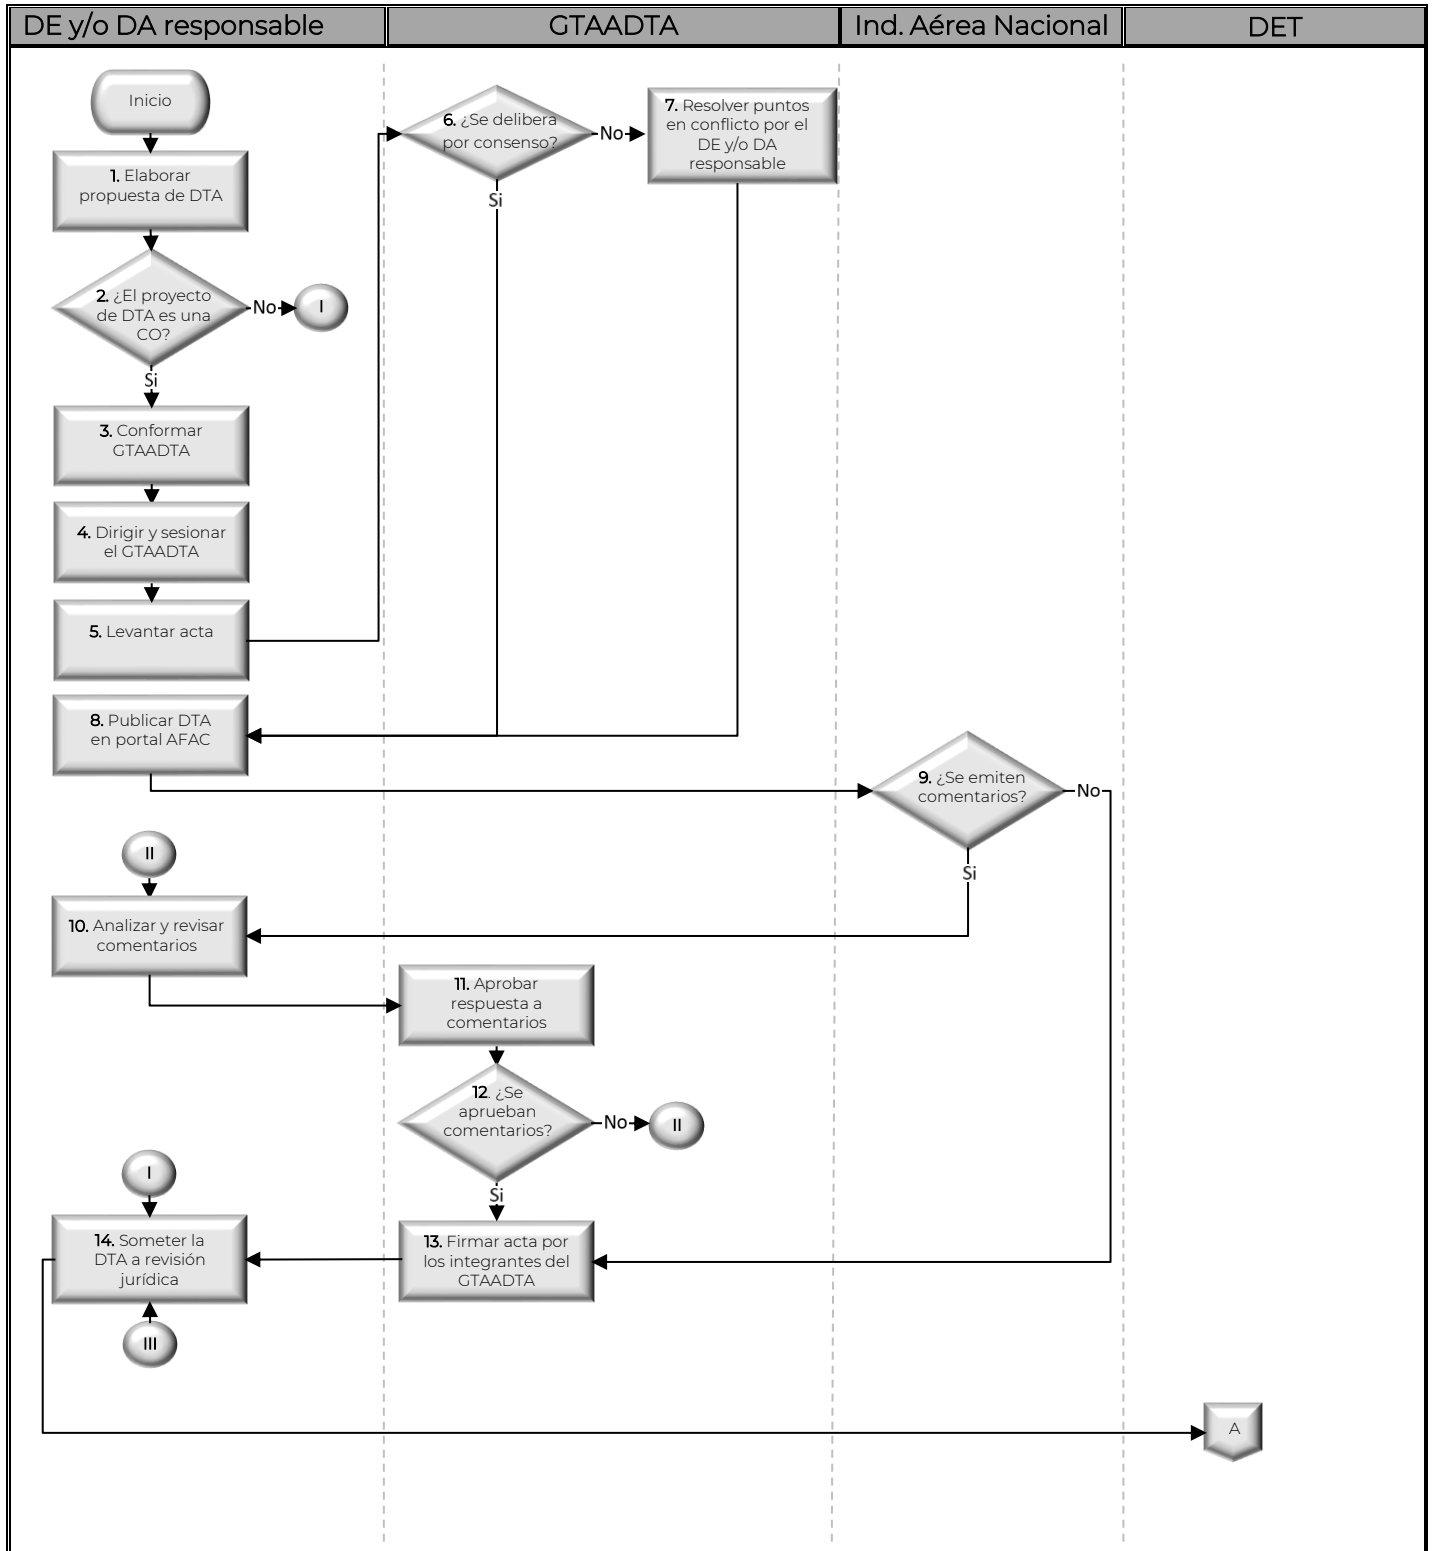 DE y/o DA responsable
GTAADTA
Ind. Aérea Nacional
DET
Inicio
1. Elaborar
propuesta de DTA
2. ¿El proyecto
de DTA es una
CO?
No
I
Si
3. Conformar
GTAADTA
4. Dirigir y sesionar
el GTAADTA
5. Levantar acta
6. ¿Se delibera
por consenso?
No
Si
7. Resolver puntos
en conflicto por el
DE y/o DA
responsable
8. Publicar DTA
en portal AFAC
9. ¿Se emiten
comentarios?
No
Si
II
10. Analizar y revisar
comentarios
11. Aprobar
respuesta a
comentarios
12. ¿Se
aprueban
comentarios?
No
II
Si
13. Firmar acta por
los integrantes del
GTAADTA
I
14. Someter la
DTA a revisión
jurídica
III
A